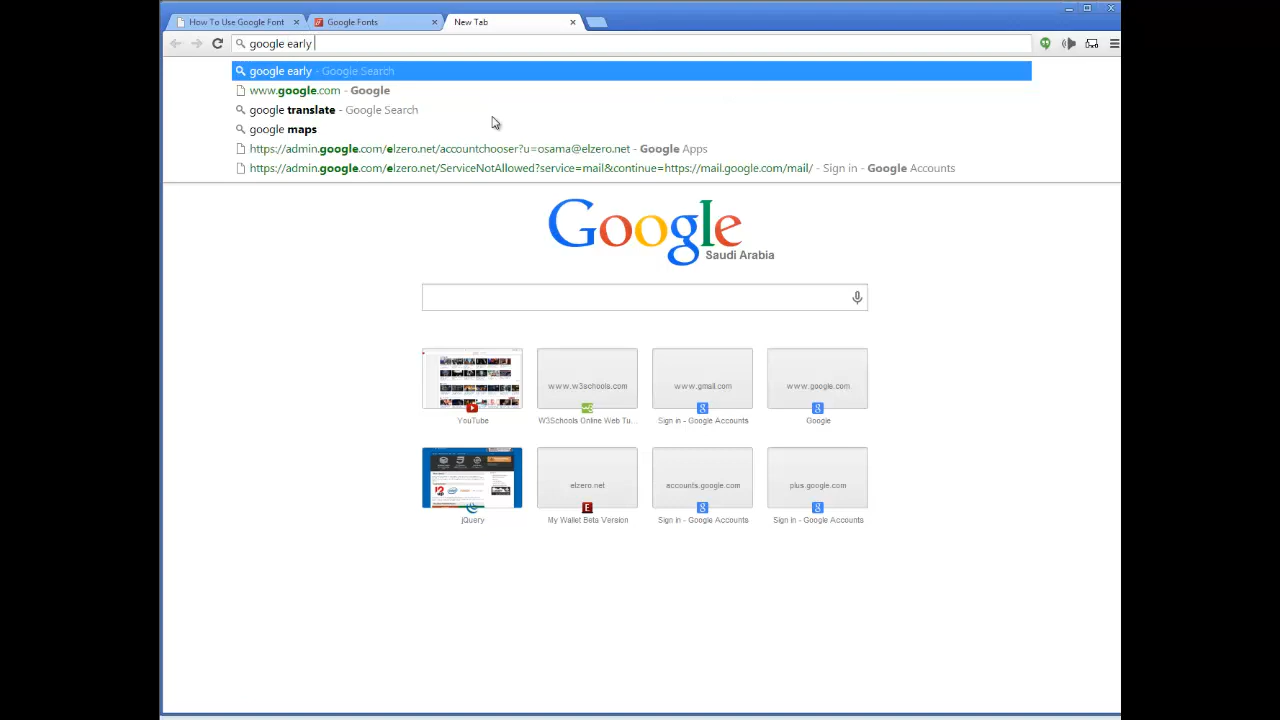 How To Use Google Font
Google Fonts
New Tab
google early
google early - Google Search
www.google.com - Google
google translate - Google Search
google maps
https://admin.google.com/elzero.net/accountchooser?u=osama@elzero.net - Google Apps
https://admin.google.com/elzero.net/ServiceNotAllowed?service=mail&continue=https://mail.google.com/mail/ - Sign in - Google Accounts
Google
Saudi Arabia
www.w3schools.com
www.gmail.com
www.google.com
YouTube
W3Schools Online Web Tu...
Sign in - Google Accounts
Google
elzero.net
accounts.google.com
plus.google.com
jQuery
My Wallet Beta Version
Sign in - Google Accounts
Sign in - Google Accounts